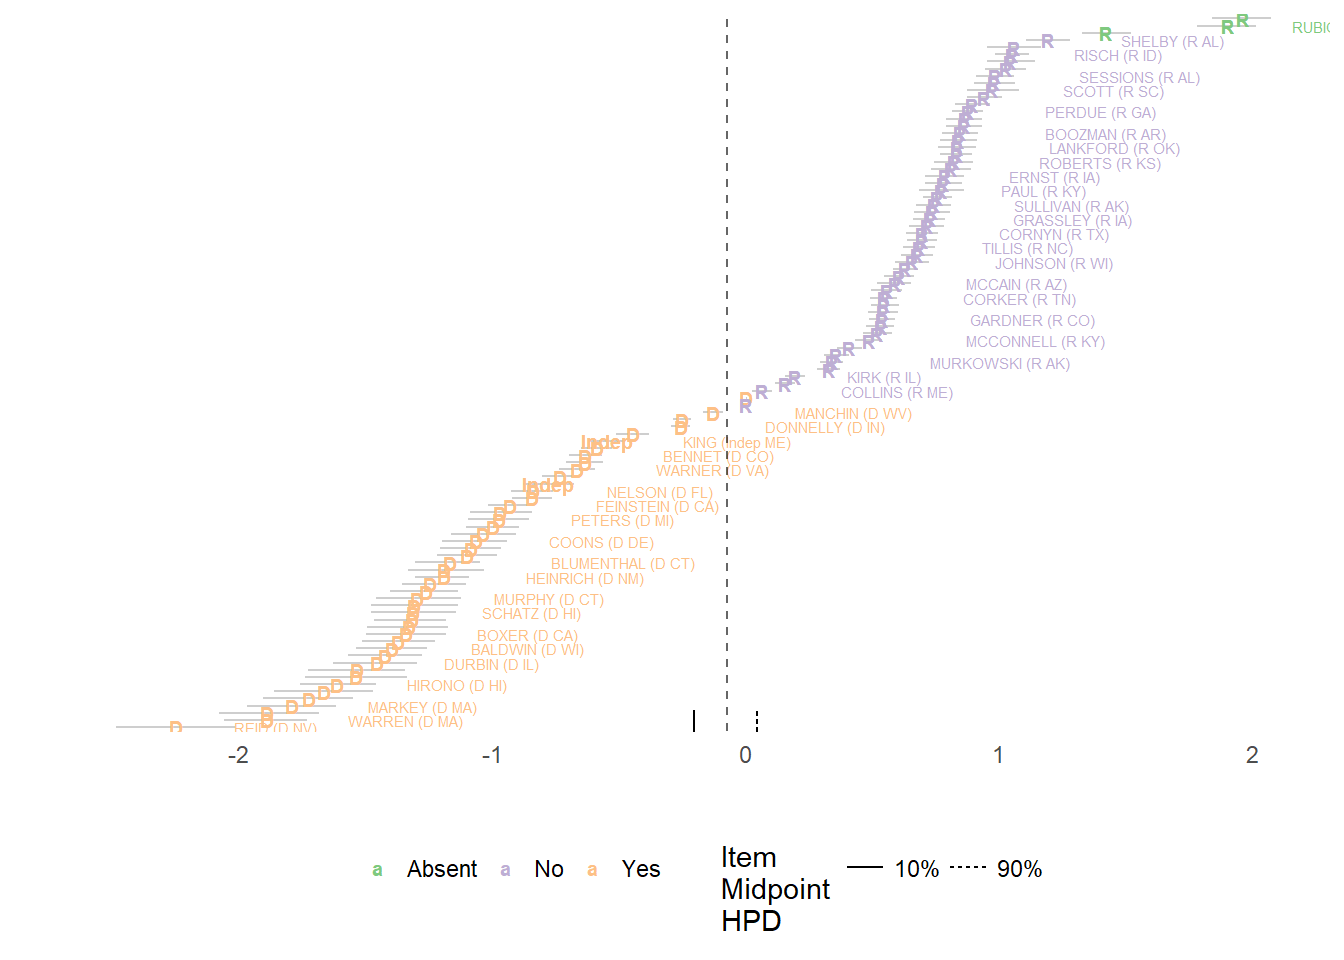 R
R RUBIO
R
R SHELBY (R AL)
R
RISCH (R ID)
SESSIONS (R AL)
SCOTT (R SC)
PERDUE (R GA)
BOOZMAN (R AR)
LANKFORD (R OK)
ROBERTS (R KS)
ERNST (R IA)
PAUL (R KY)
SULLIVAN (R AK)
GRASSLEY (R IA)
CORNYN (R TX)
TILLIS (R NC)
JOHNSON (R WI)
MCCAIN (R AZ)
CORKER (R TN)
GARDNER (R CO)
MCCONNELL (R KY)
MURKOWSKI (R AK)
KIRK (R IL)
COLLINS (R ME)
MANCHIN (D WV)
DONNELLY (D IN)
Indep KING (Indep ME)
BENNET (D CO)
WARNER (D VA)
Indep
NELSON (D FL)
FEINSTEIN (D CA)
PETERS (D MI)
COONS (D DE)
BLUMENTHAL (D CT)
HEINRICH (D NM)
MURPHY (D CT)
SCHATZ (D HI)
BOXER (D CA)
BALDWIN (D WI)
DURBIN (D IL)
HIRONO (D HI)
MARKEY (D MA)
WARREN (D MA)
D REID (D NV)
-2 -1 0 1 2
a Absent a No a Yes
Item
Midpoint
HPD
10% 90%